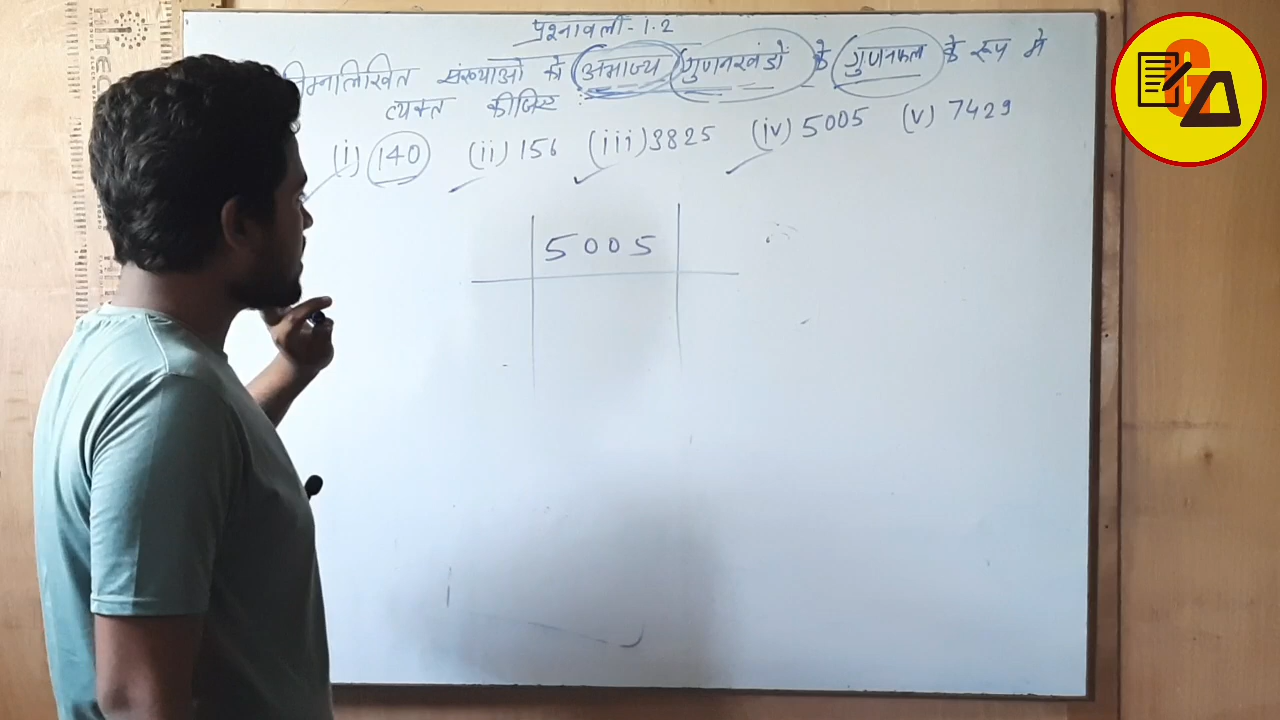 प्रश्नावली - 1.2
निम्नलिखित संख्याओं को अभाज्य गुणनखंडों के गुणनफल के रूप में
व्यक्त कीजिए :
(i) 140 (ii) 156 (iii) 3825 (iv) 5005 (v) 7429
5005